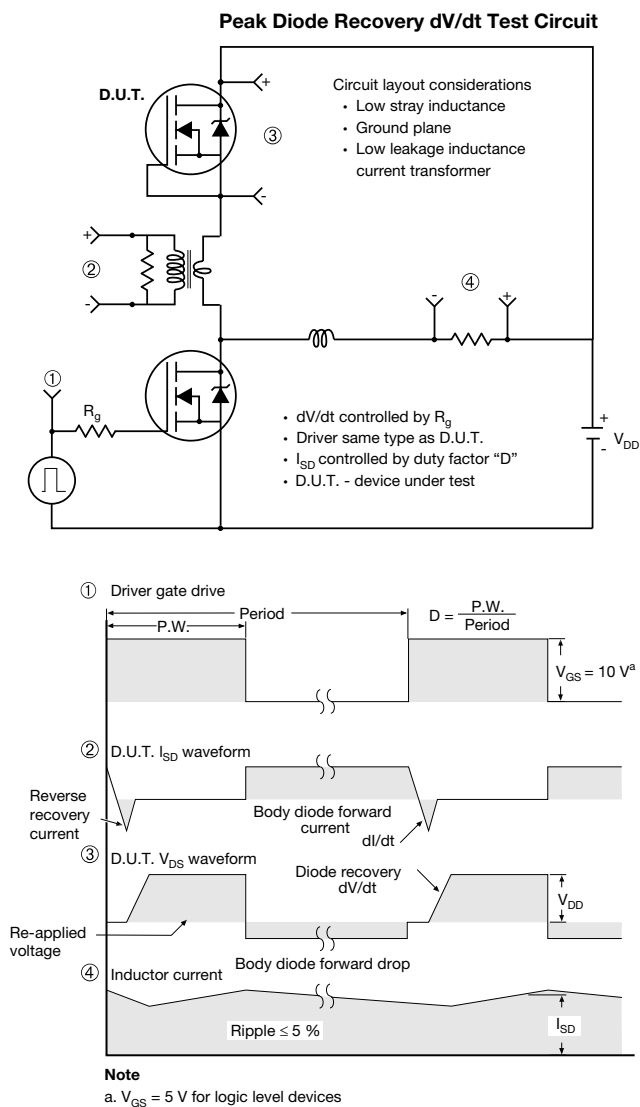 Peak Diode Recovery dV/dt Test Circuit
D.U.T.
+
③
-
Circuit layout considerations
• Low stray inductance
• Ground plane
• Low leakage inductance
current transformer
+
②
-
④
-
+
①
Rg
• dV/dt controlled by Rg
• Driver same type as D.U.T.
• ISD controlled by duty factor “D”
• D.U.T. - device under test
+
VDD
-
① Driver gate drive
Period
P.W.
D = P.W.
Period
VGS = 10 Va
② D.U.T. ISD waveform
Reverse
recovery
current
Body diode forward
current
dI/dt
③ D.U.T. VDS waveform
Diode recovery
dV/dt
VDD
Re-applied
voltage
Body diode forward drop
④ Inductor current
Ripple ≤ 5 %
ISD
Note
a. VGS = 5 V for logic level devices